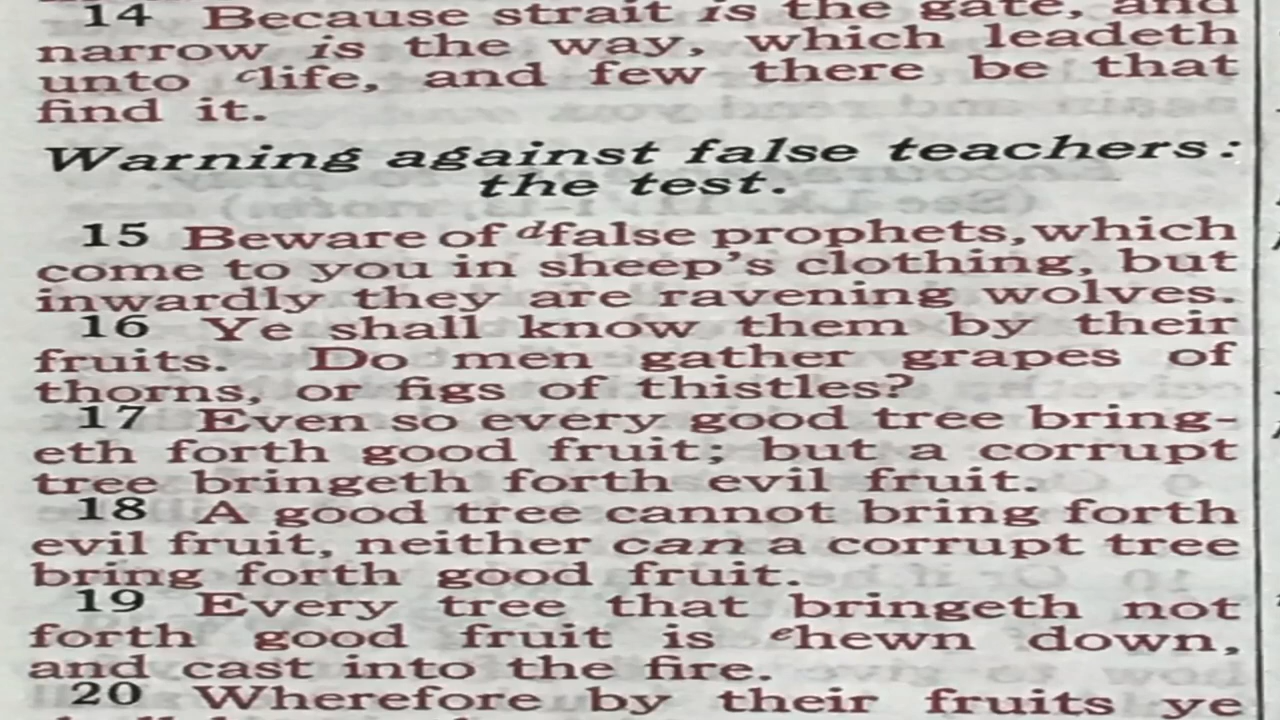 14 Because strait is the gate, and
narrow is the way, which leadeth
unto clife, and few there be that
find it.
Warning against false teachers:
the test.
15 Beware of dfalse prophets, which
come to you in sheep's clothing, but
inwardly they are ravening wolves.
16 Ye shall know them by their
fruits. Do men gather grapes of
thorns, or figs of thistles?
17 Even so every good tree bring-
eth forth good fruit; but a corrupt
tree bringeth forth evil fruit.
18 A good tree cannot bring forth
evil fruit, neither can a corrupt tree
bring forth good fruit.
19 Every tree that bringeth not
forth good fruit is ehewn down,
and cast into the fire.
20 Wherefore by their fruits ye